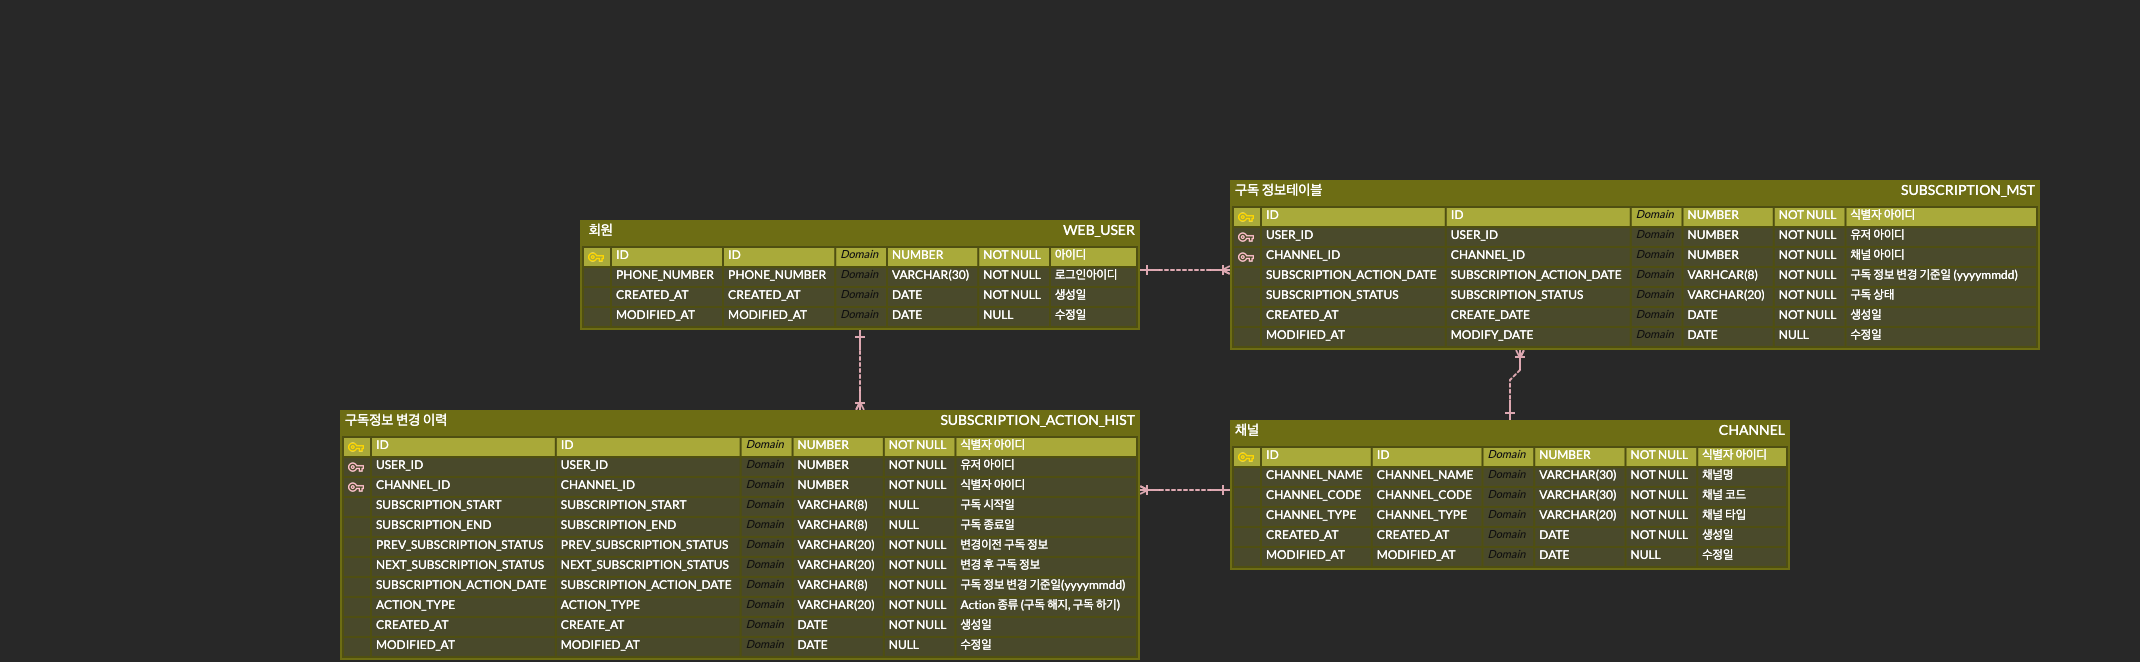 회원 WEB_USER
ID ID Domain NUMBER NOT NULL 아이디
PHONE_NUMBER PHONE_NUMBER Domain VARCHAR(30) NOT NULL 로그인아이디
CREATED_AT CREATED_AT Domain DATE NOT NULL 생성일
MODIFIED_AT MODIFIED_AT Domain DATE NULL 수정일
구독 정보테이블 SUBSCRIPTION_MST
ID ID Domain NUMBER NOT NULL 식별자 아이디
USER_ID USER_ID Domain NUMBER NOT NULL 유저 아이디
CHANNEL_ID CHANNEL_ID Domain NUMBER NOT NULL 채널 아이디
SUBSCRIPTION_ACTION_DATE SUBSCRIPTION_ACTION_DATE Domain VARHCAR(8) NOT NULL 구독 정보 변경 기준일 (yyyymmdd)
SUBSCRIPTION_STATUS SUBSCRIPTION_STATUS Domain VARCHAR(20) NOT NULL 구독 상태
CREATED_AT CREATE_DATE Domain DATE NOT NULL 생성일
MODIFIED_AT MODIFY_DATE Domain DATE NULL 수정일
구독정보 변경 이력 SUBSCRIPTION_ACTION_HIST
ID ID Domain NUMBER NOT NULL 식별자 아이디
USER_ID USER_ID Domain NUMBER NOT NULL 유저 아이디
CHANNEL_ID CHANNEL_ID Domain NUMBER NOT NULL 식별자 아이디
SUBSCRIPTION_START SUBSCRIPTION_START Domain VARCHAR(8) NULL 구독 시작일
SUBSCRIPTION_END SUBSCRIPTION_END Domain VARCHAR(8) NULL 구독 종료일
PREV_SUBSCRIPTION_STATUS PREV_SUBSCRIPTION_STATUS Domain VARCHAR(20) NOT NULL 변경이전 구독 정보
NEXT_SUBSCRIPTION_STATUS NEXT_SUBSCRIPTION_STATUS Domain VARCHAR(20) NOT NULL 변경 후 구독 정보
SUBSCRIPTION_ACTION_DATE SUBSCRIPTION_ACTION_DATE Domain VARCHAR(8) NOT NULL 구독 정보 변경 기준일(yyyymmdd)
ACTION_TYPE ACTION_TYPE Domain VARCHAR(20) NOT NULL Action 종류 (구독 해지, 구독 하기)
CREATED_AT CREATE_AT Domain DATE NOT NULL 생성일
MODIFIED_AT MODIFIED_AT Domain DATE NULL 수정일
채널 CHANNEL
ID ID Domain NUMBER NOT NULL 식별자 아이디
CHANNEL_NAME CHANNEL_NAME Domain VARCHAR(30) NOT NULL 채널명
CHANNEL_CODE CHANNEL_CODE Domain VARCHAR(30) NOT NULL 채널 코드
CHANNEL_TYPE CHANNEL_TYPE Domain VARCHAR(20) NOT NULL 채널 타입
CREATED_AT CREATED_AT Domain DATE NOT NULL 생성일
MODIFIED_AT MODIFIED_AT Domain DATE NULL 수정일